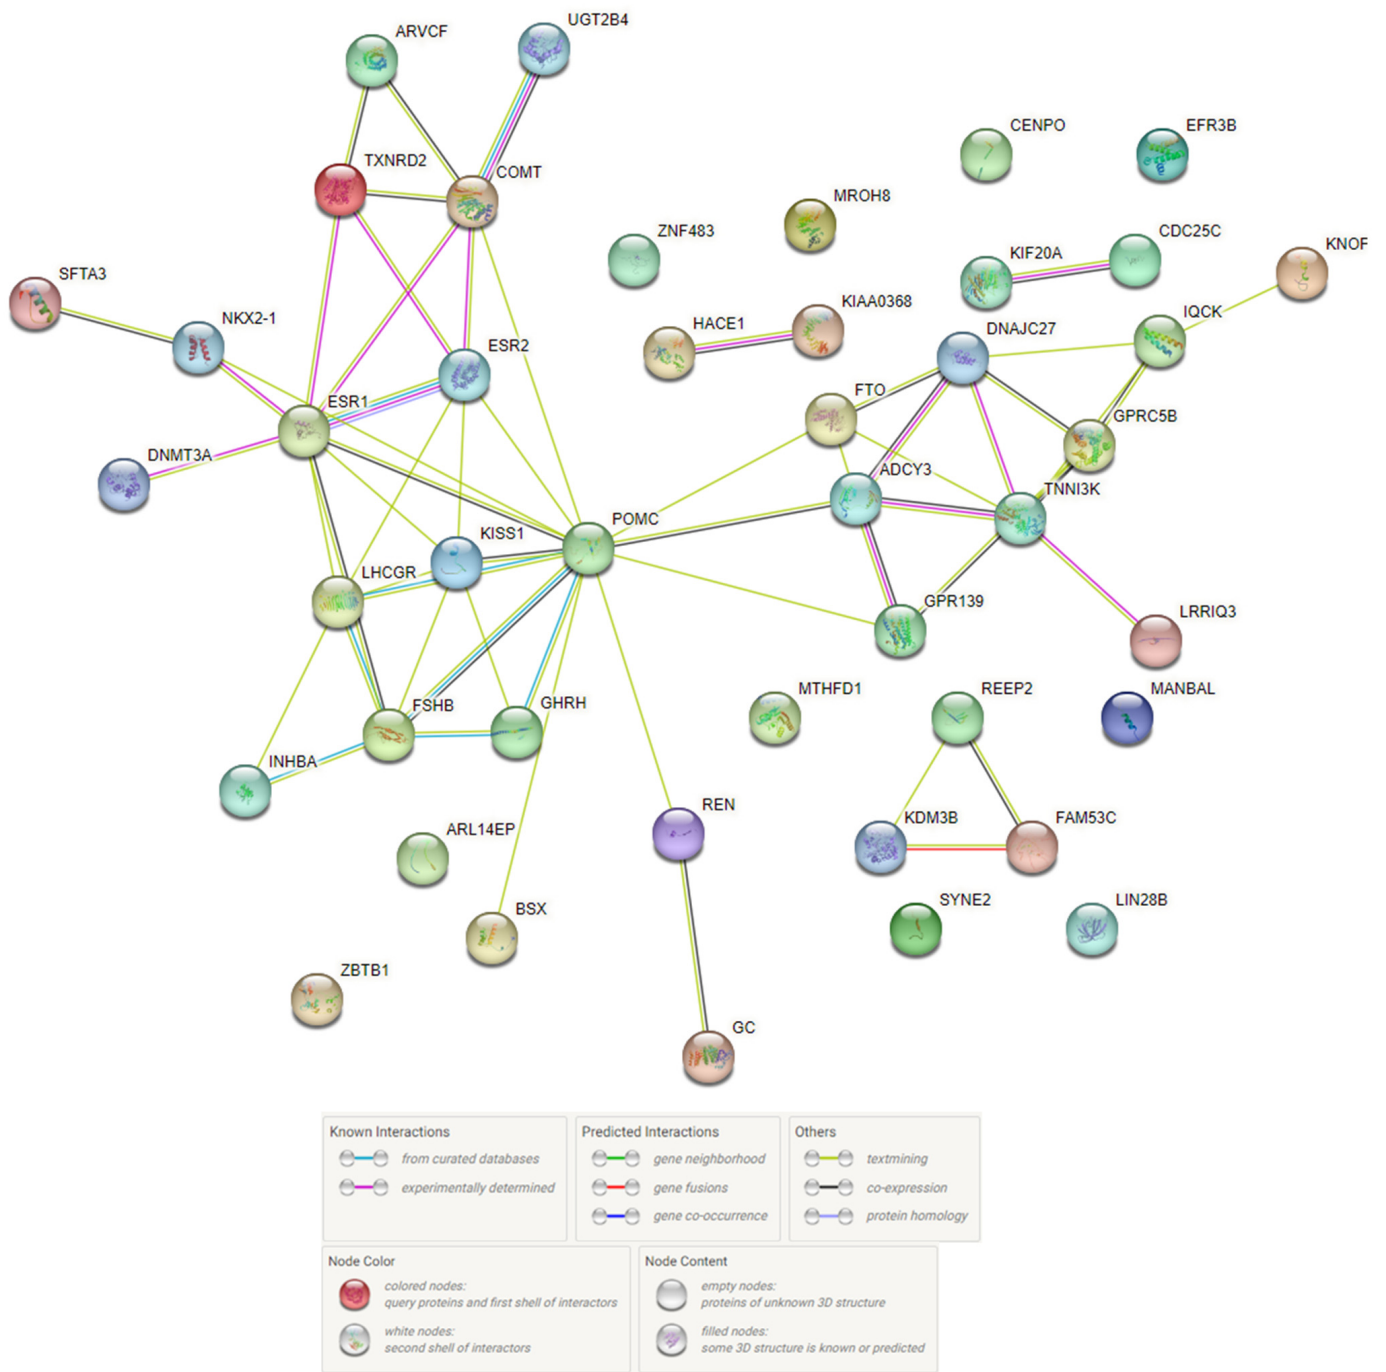 UGT2B4
ARVCF
CENPO
EFR3B
TXNRD2
COMT
MROH8
ZNF483
CDC25C
KIF20A
KNOF
SFTA3
NKX2-1
KIAA0368
HACE1
IQCK
DNAJC27
ESR2
ESR1
FTO
GPRC5B
DNMT3A
ADCY3
TNNI3K
POMC
KISS1
LHCGR
GPR139
LRRIQ3
MTHFD1
REEP2
MANBAL
FSHB
GHRH
INHBA
REN
KDM3B
FAM53C
ARL14EP
SYNE2
LIN28B
BSX
ZBTB1
GC
Known Interactions
from curated databases
experimentally determined
Predicted Interactions
gene neighborhood
gene fusions
gene co-occurrence
Others
textmining
co-expression
protein homology
Node Color
colored nodes:
query proteins and first shell of interactors
white nodes:
second shell of interactors
Node Content
empty nodes:
proteins of unknown 3D structure
filled nodes:
some 3D structure is known or predicted